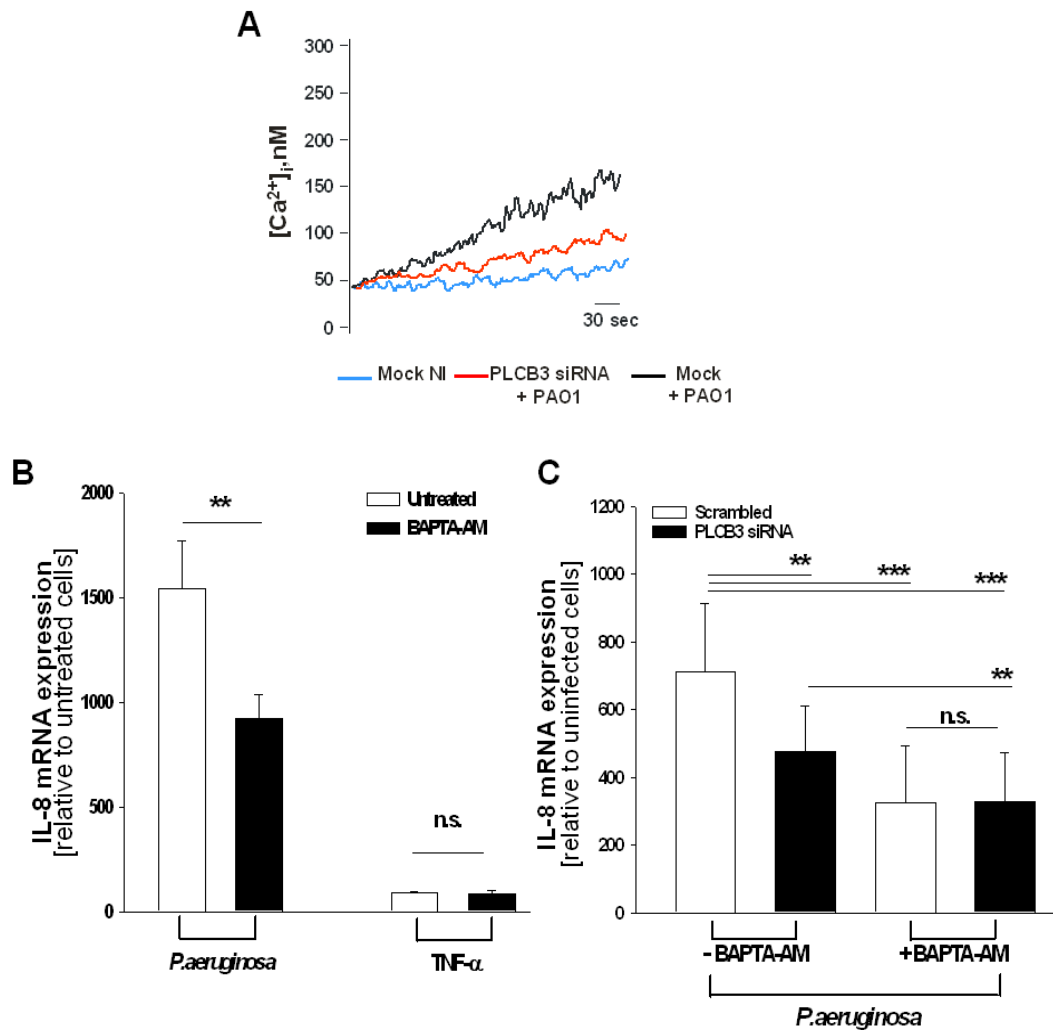 A
300
250
200
150
100
50
0
[Ca2+]i,nM
30 sec
Mock NI
PLCB3 siRNA
+ PAO1
Mock
+ PAO1
B
2000
1500
1000
500
0
IL-8 mRNA expression
[relative to untreated cells]
**
Untreated
BAPTA-AM
n.s.
P.aeruginosa
TNF-α
C
1200
1000
800
600
400
200
0
IL-8 mRNA expression
[relative to uninfected cells]
Scrambled
PLCB3 siRNA
**
***
***
**
n.s.
- BAPTA-AM
+BAPTA-AM
P.aeruginosa